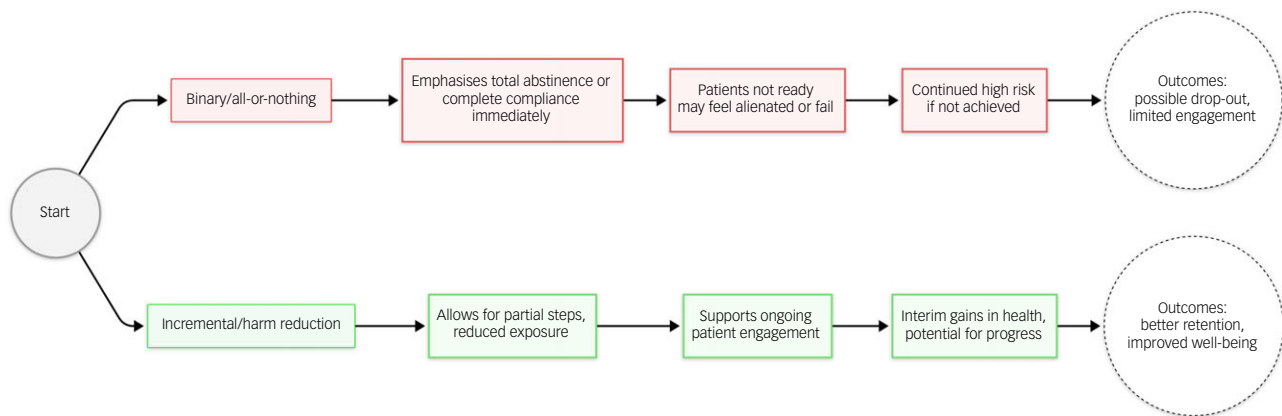 Start
Binary/all-or-nothing
Emphasises total abstinence or
complete compliance
immediately
Patients not ready
may feel alienated or fail
Continued high risk
if not achieved
Outcomes:
possible drop-out,
limited engagement
Incremental/harm reduction
Allows for partial steps,
reduced exposure
Supports ongoing
patient engagement
Interim gains in health,
potential for progress
Outcomes:
better retention,
improved well-being